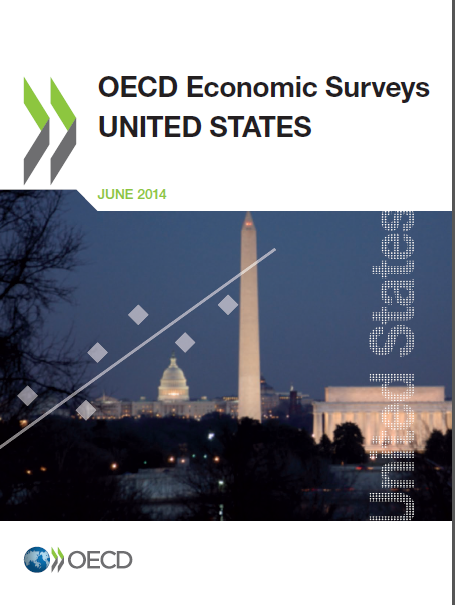 OECD Economic Surveys
UNITED STATES
JUNE 2014
United States
OECD